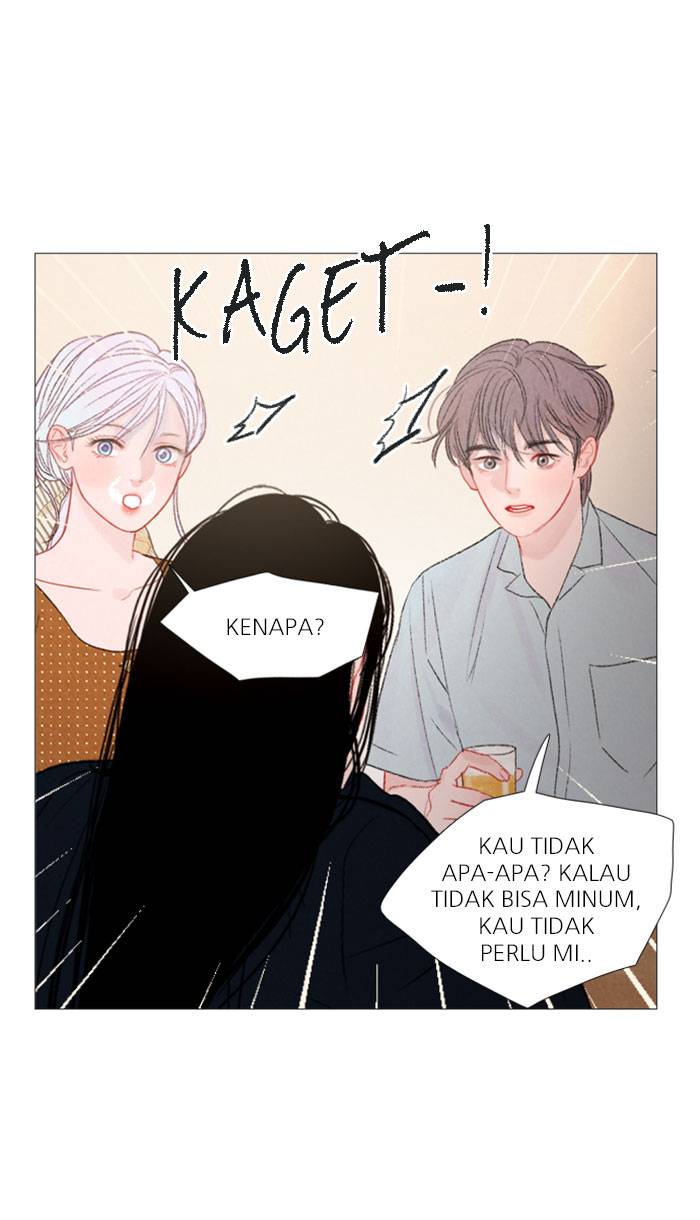 KAGET-!
KENAPA?
KAU TIDAK
APA-APA? KALAU
TIDAK BISA MINUM,
KAU TIDAK
PERLU MI..